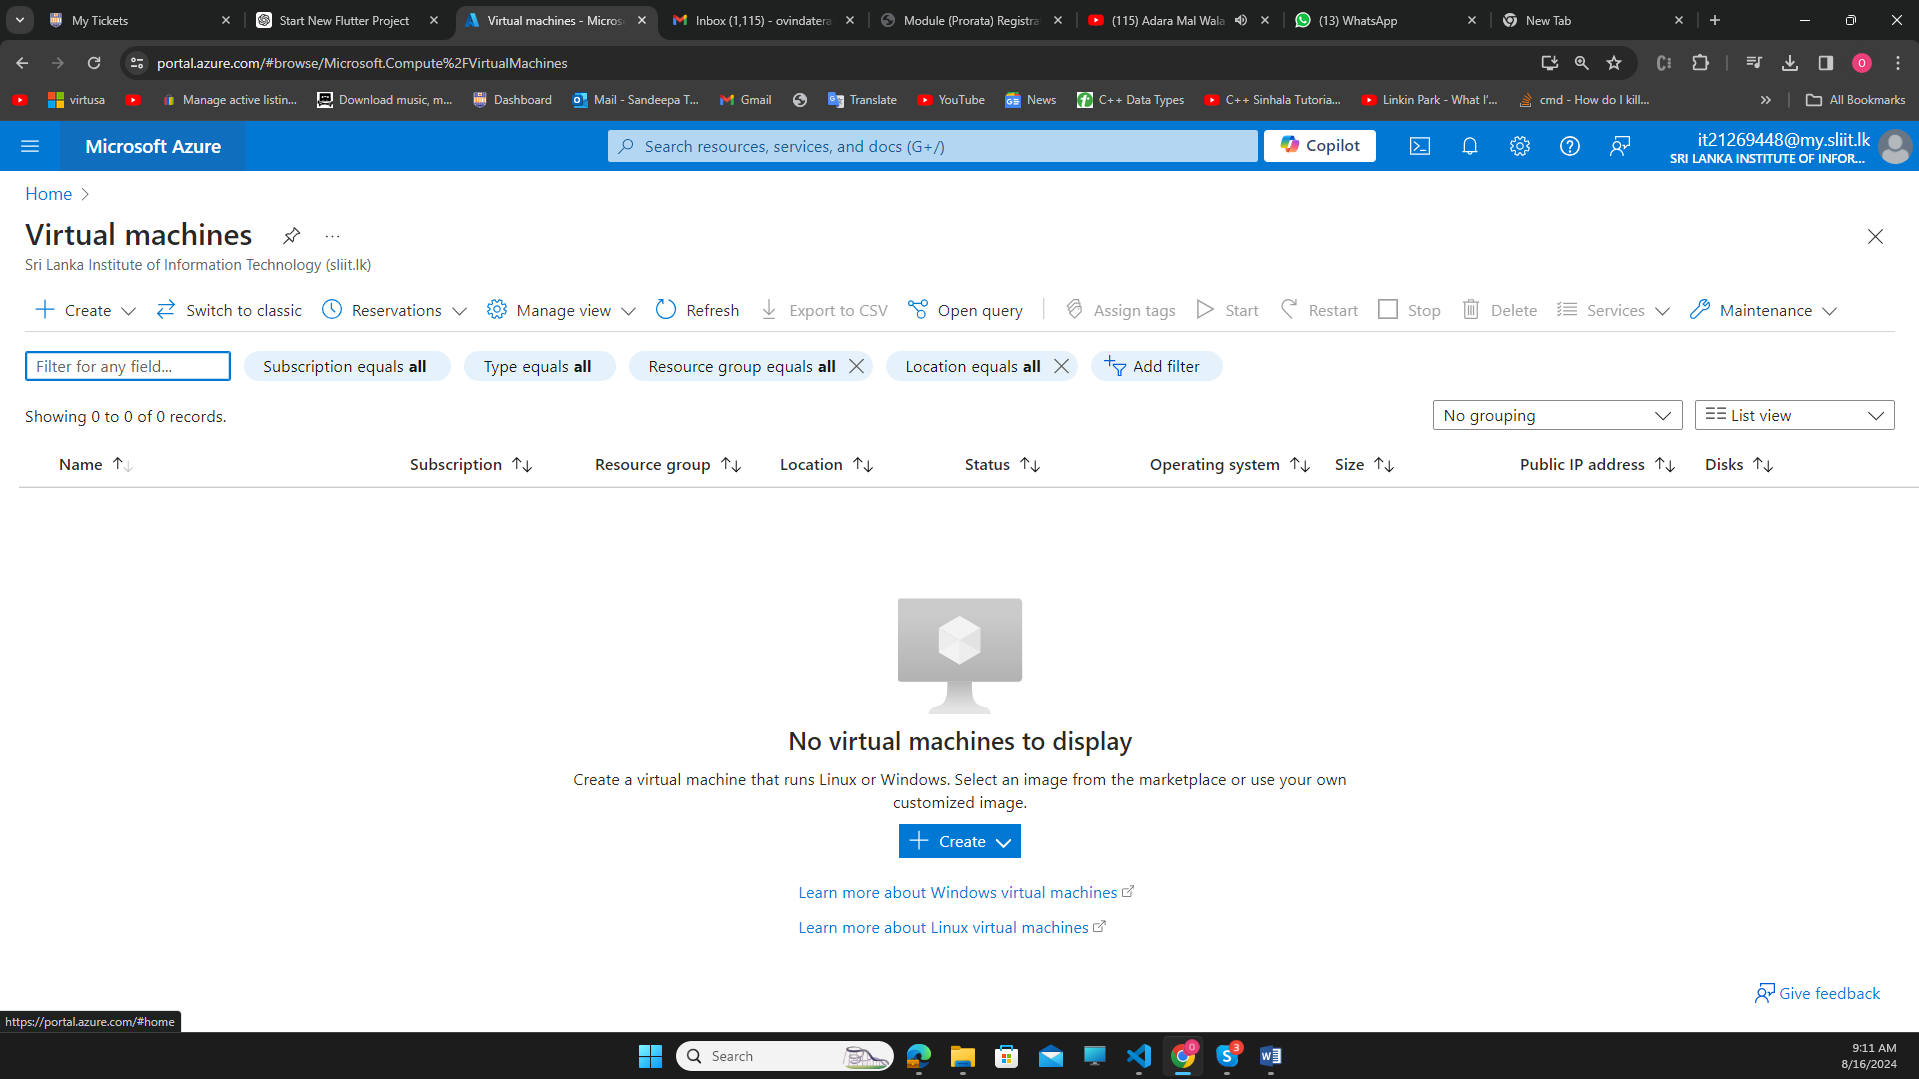 My Tickets
Start New Flutter Project
Virtual machines - Micros
Inbox (1,115) - ovindatera
Module (Prorata) Registra
(115) Adara Mal Wala
(13) WhatsApp
New Tab
portal.azure.com/#browse/Microsoft.Compute%2FVirtualMachines
O
virtusa
Manage active listin...
Download music, m...
Dashboard
Mail - Sandeepa T...
Gmail
Translate
YouTube
News
C++ Data Types
C++ Sinhala Tutoria...
Linkin Park - What I'...
cmd - How do I kill...
All Bookmarks
Microsoft Azure
Search resources, services, and docs (G+/)
Copilot
it21269448@my.sliit.lk
SRI LANKA INSTITUTE OF INFOR...
Home
Virtual machines
Sri Lanka Institute of Information Technology (sliit.lk)
Create
Switch to classic
Reservations
Manage view
Refresh
Export to CSV
Open query
Assign tags
Start
Restart
Stop
Delete
Services
Maintenance
Filter for any field...
Subscription equals all
Type equals all
Resource group equals all
Location equals all
Add filter
Showing 0 to 0 of 0 records.
No grouping
List view
Name
Subscription
Resource group
Location
Status
Operating system
Size
Public IP address
Disks
No virtual machines to display
Create a virtual machine that runs Linux or Windows. Select an image from the marketplace or use your own
customized image.
Create
Learn more about Windows virtual machines
Learn more about Linux virtual machines
Give feedback
https://portal.azure.com/#home
Search
3
9:11 AM
8/16/2024